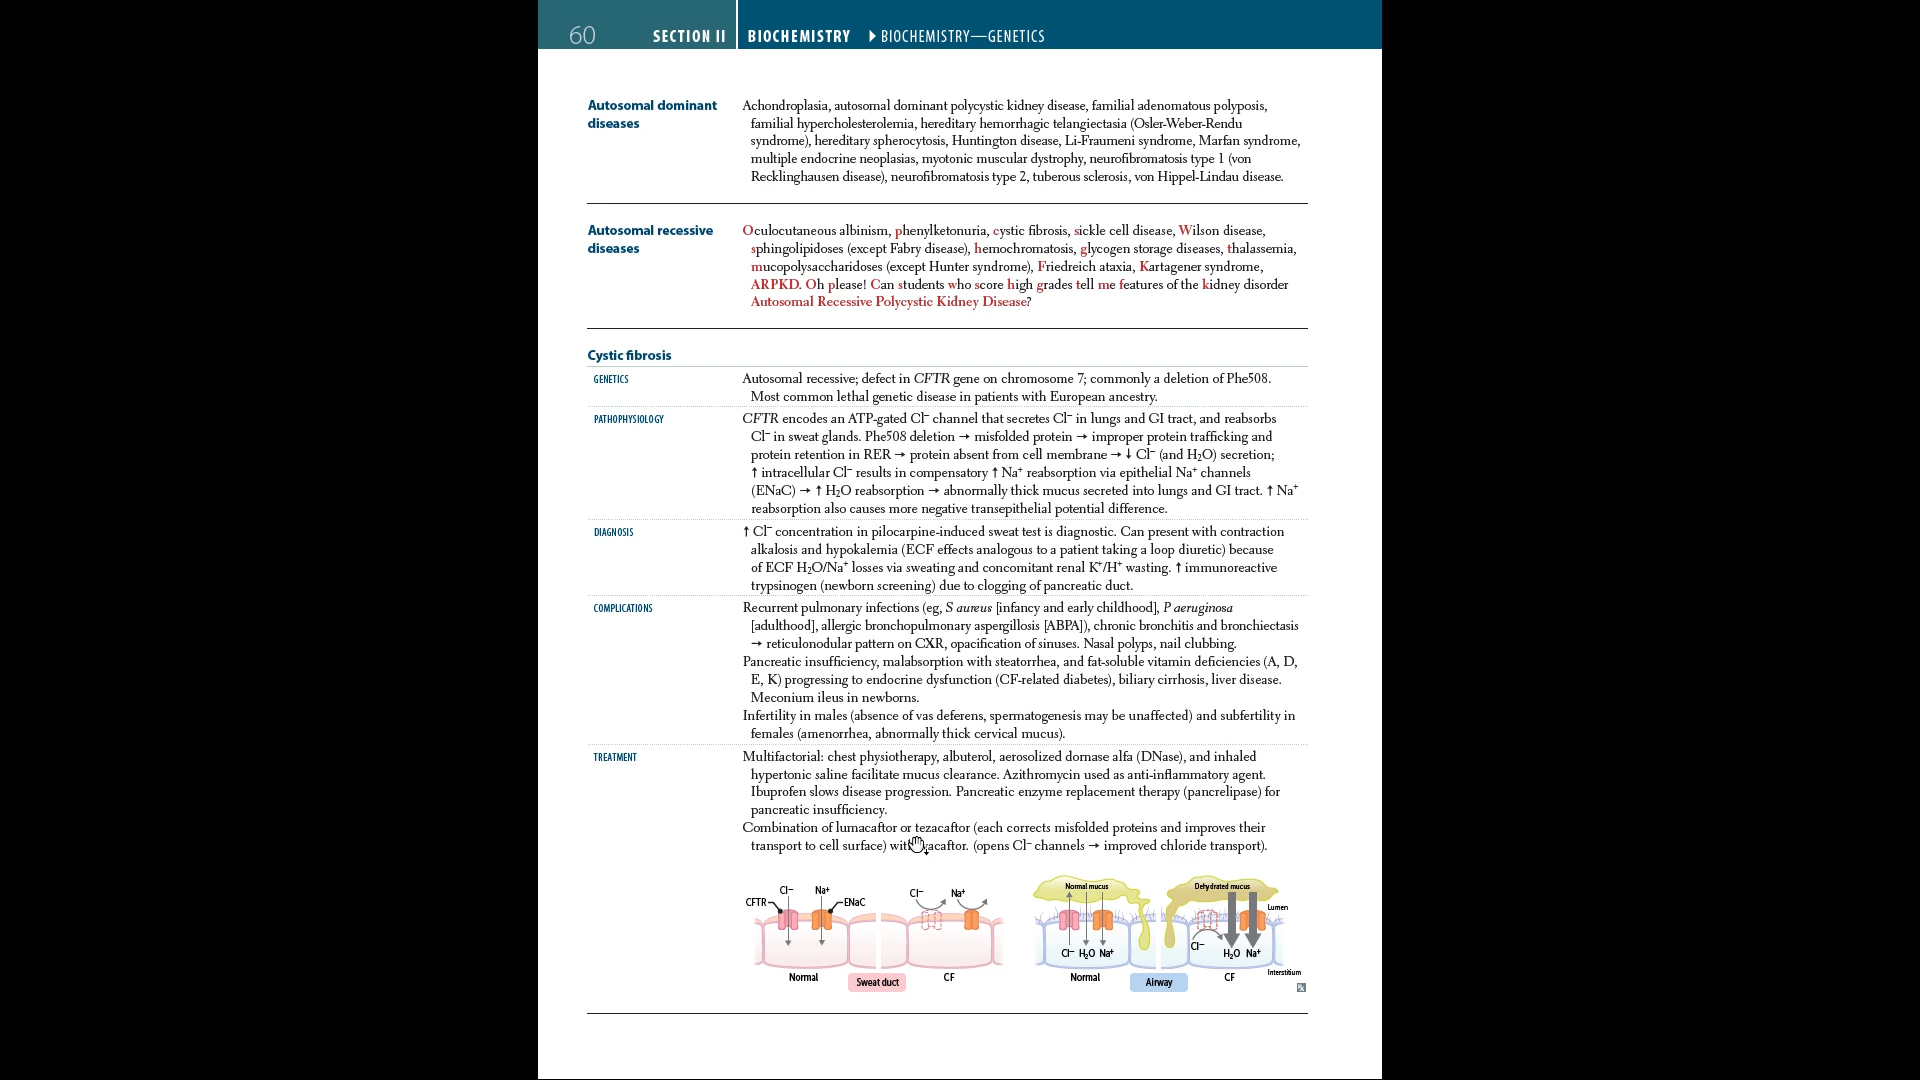 60 SECTION II BIOCHEMISTRY ▶ BIOCHEMISTRY—GENETICS
Autosomal dominant
diseases
Achondroplasia, autosomal dominant polycystic kidney disease, familial adenomatous polyposis,
familial hypercholesterolemia, hereditary hemorrhagic telangiectasia (Osler-Weber-Rendu
syndrome), hereditary spherocytosis, Huntington disease, Li-Fraumeni syndrome, Marfan syndrome,
multiple endocrine neoplasias, myotonic muscular dystrophy, neurofibromatosis type 1 (von
Recklinghausen disease), neurofibromatosis type 2, tuberous sclerosis, von Hippel-Lindau disease.
Autosomal recessive
diseases
Oculocutaneous albinism, phenylketonuria, cystic fibrosis, sickle cell disease, Wilson disease,
sphingolipidoses (except Fabry disease), hemochromatosis, glycogen storage diseases, thalassemia,
mucopolysaccharidoses (except Hunter syndrome), Friedreich ataxia, Kartagener syndrome,
ARPKD. Oh please! Can students who score high grades tell me features of the kidney disorder
Autosomal Recessive Polycystic Kidney Disease?
Cystic fibrosis
GENETICS
Autosomal recessive; defect in CFTR gene on chromosome 7; commonly a deletion of Phe508.
Most common lethal genetic disease in patients with European ancestry.
PATHOPHYSIOLOGY
CFTR encodes an ATP-gated Cl⁻ channel that secretes Cl⁻ in lungs and GI tract, and reabsorbs
Cl⁻ in sweat glands. Phe508 deletion → misfolded protein → improper protein trafficking and
protein retention in RER → protein absent from cell membrane → ↓ Cl⁻ (and H₂O) secretion;
↑ intracellular Cl⁻ results in compensatory ↑ Na⁺ reabsorption via epithelial Na⁺ channels
(ENaC) → ↑ H₂O reabsorption → abnormally thick mucus secreted into lungs and GI tract. ↑ Na⁺
reabsorption also causes more negative transepithelial potential difference.
DIAGNOSIS
↑ Cl⁻ concentration in pilocarpine-induced sweat test is diagnostic. Can present with contraction
alkalosis and hypokalemia (ECF effects analogous to a patient taking a loop diuretic) because
of ECF H₂O/Na⁺ losses via sweating and concomitant renal K⁺/H⁺ wasting. ↑ immunoreactive
trypsinogen (newborn screening) due to clogging of pancreatic duct.
COMPLICATIONS
Recurrent pulmonary infections (eg, S aureus [infancy and early childhood], P aeruginosa
[adulthood], allergic bronchopulmonary aspergillosis [ABPA]), chronic bronchitis and bronchiectasis
→ reticulonodular pattern on CXR, opacification of sinuses. Nasal polyps, nail clubbing.
Pancreatic insufficiency, malabsorption with steatorrhea, and fat-soluble vitamin deficiencies (A, D,
E, K) progressing to endocrine dysfunction (CF-related diabetes), biliary cirrhosis, liver disease.
Meconium ileus in newborns.
Infertility in males (absence of vas deferens, spermatogenesis may be unaffected) and subfertility in
females (amenorrhea, abnormally thick cervical mucus).
TREATMENT
Multifactorial: chest physiotherapy, albuterol, aerosolized dornase alfa (DNase), and inhaled
hypertonic saline facilitate mucus clearance. Azithromycin used as anti-inflammatory agent.
Ibuprofen slows disease progression. Pancreatic enzyme replacement therapy (pancrelipase) for
pancreatic insufficiency.
Combination of lumacaftor or tezacaftor (each corrects misfolded proteins and improves their
transport to cell surface) (opens Cl⁻ channels → improved chloride transport).
Cl⁻ Na⁺ Cl⁻ Na⁺
CFTR ENaC
Normal CF
Sweat duct
Normal mucus Dehydrated mucus
Lumen
Cl⁻ H₂O Na⁺ Cl⁻ H₂O Na⁺
Interstitium
Normal CF
Airway